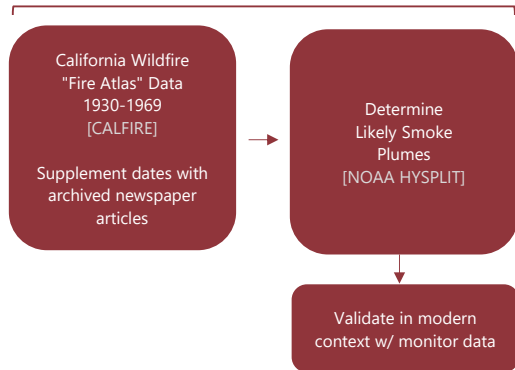 California Wildfire
"Fire Atlas" Data
1930-1969
[CALFIRE]
Supplement dates with
archived newspaper
articles
Determine
Likely Smoke
Plumes
[NOAA HYSPLIT]
Validate in modern
context w/ monitor data